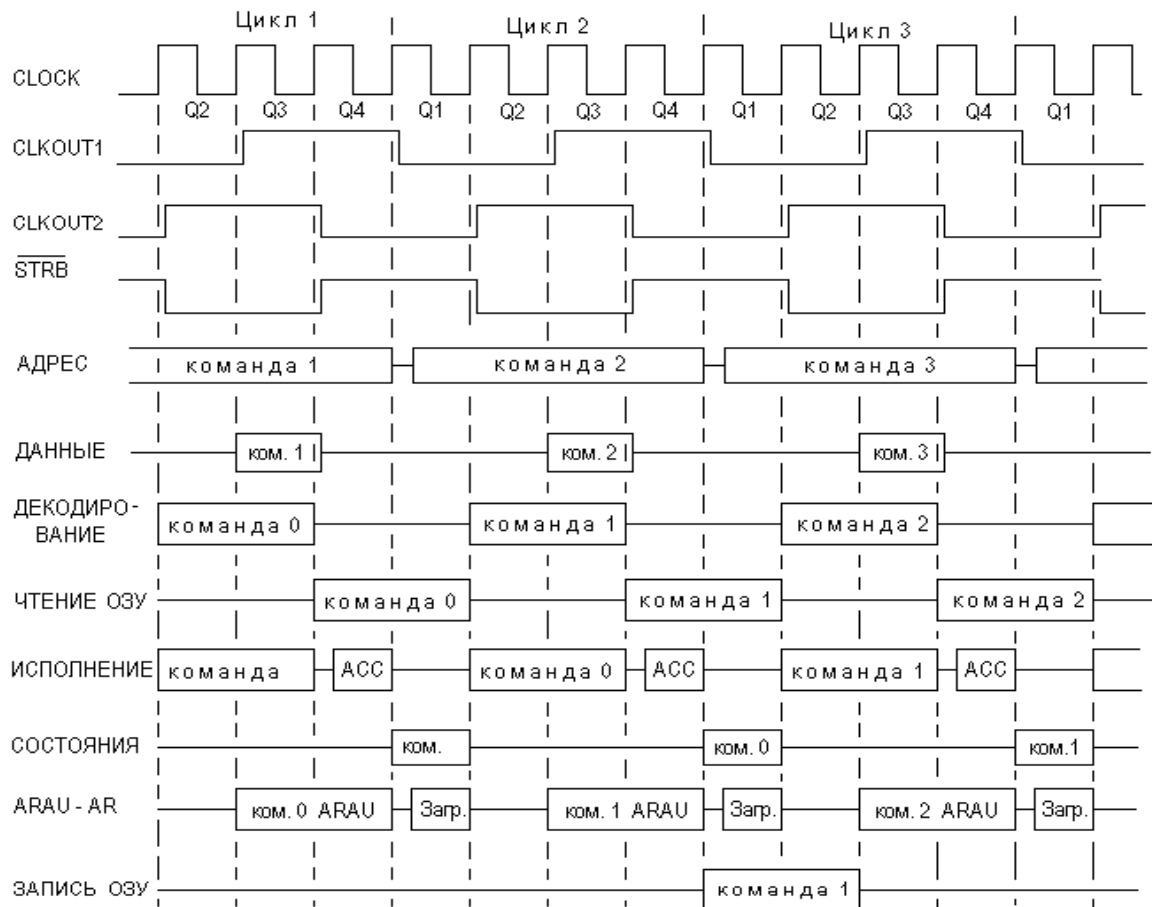 Цикл 1 Цикл 2 Цикл 3
CLOCK
Q2 Q3 Q4 Q1 Q2 Q3 Q4 Q1 Q2 Q3 Q4 Q1
CLKOUT1
CLKOUT2
STRB
АДРЕС команда 1 команда 2 команда 3
ДАННЫЕ ком. 1 ком. 2 ком. 3
ДЕКОДИРО-
ВАНИЕ команда 0 команда 1 команда 2
ЧТЕНИЕ ОЗУ команда 0 команда 1 команда 2
ИСПОЛНЕНИЕ команда ACC команда 0 ACC команда 1 ACC
СОСТОЯНИЯ ком. ком. 0 ком.1
ARAU - AR ком. 0 ARAU Загр. ком. 1 ARAU Загр. ком. 2 ARAU Загр.
ЗАПИСЬ ОЗУ команда 1